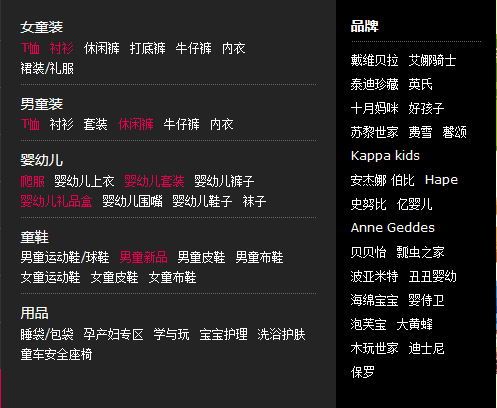 女童装
T恤 衬衫 休闲裤 打底裤 牛仔裤 内衣
裙装/礼服
男童装
T恤 衬衫 套装 休闲裤 牛仔裤 内衣
婴幼儿
爬服 婴幼儿上衣 婴幼儿套装 婴幼儿裤子
婴幼儿礼品盒 婴幼儿围嘴 婴幼儿鞋子 袜子
童鞋
男童运动鞋/球鞋 男童新品 男童皮鞋 男童布鞋
女童运动鞋 女童皮鞋 女童布鞋
用品
睡袋/包袋 孕产妇专区 学与玩 宝宝护理 洗浴护肤
童车安全座椅
品牌
戴维贝拉 艾娜骑士
泰迪珍藏 英氏
十月妈咪 好孩子
苏黎世家 费雪 馨颂
Kappa kids
安杰娜 伯比 Hape
史努比 亿婴儿
Anne Geddes
贝贝怡 瓢虫之家
波亚米特 丑丑婴幼
海绵宝宝 婴侍卫
泡芙宝 大黄蜂
木玩世家 迪士尼
保罗